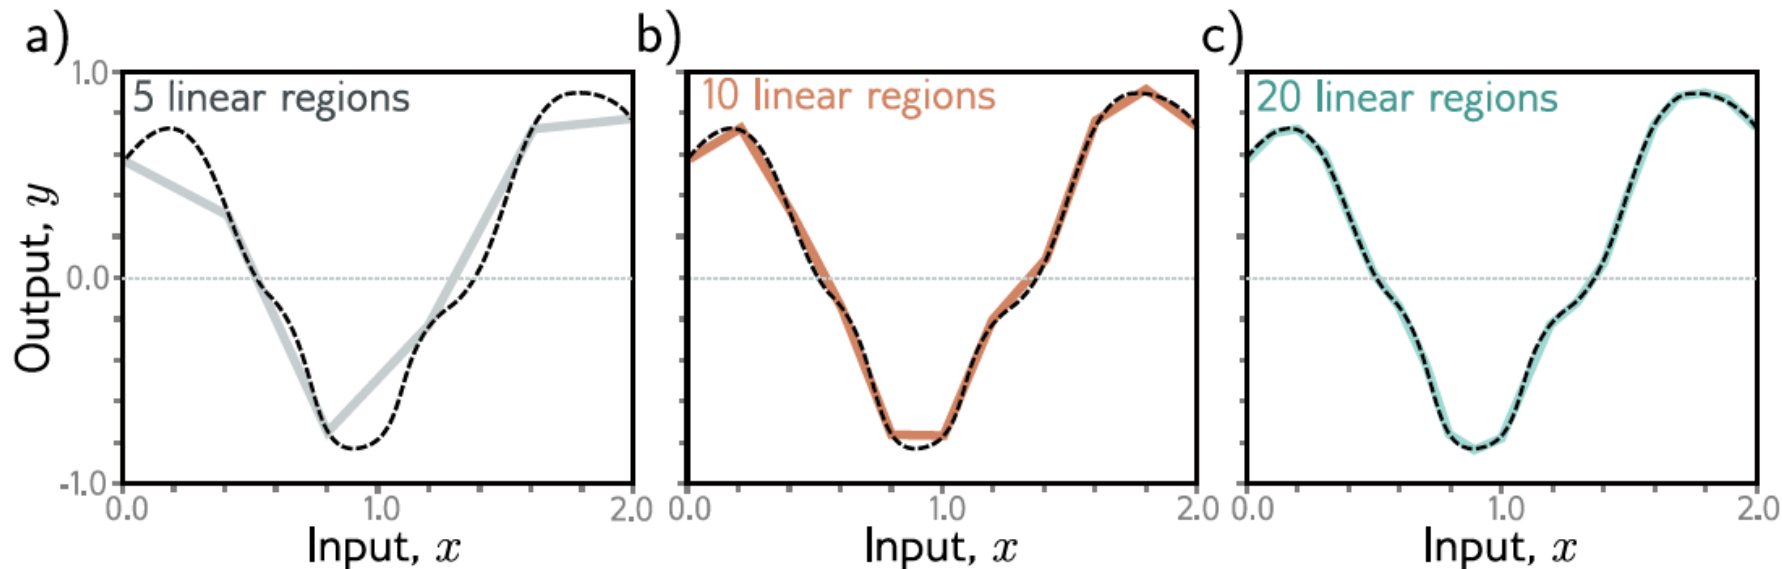 a)
b)
c)
5 linear regions
10 linear regions
20 linear regions
1.0
0.0
-1.0
Output, y
0.0 1.0 2.0
0.0 1.0 2.0
0.0 1.0 2.0
Input, x
Input, x
Input, x